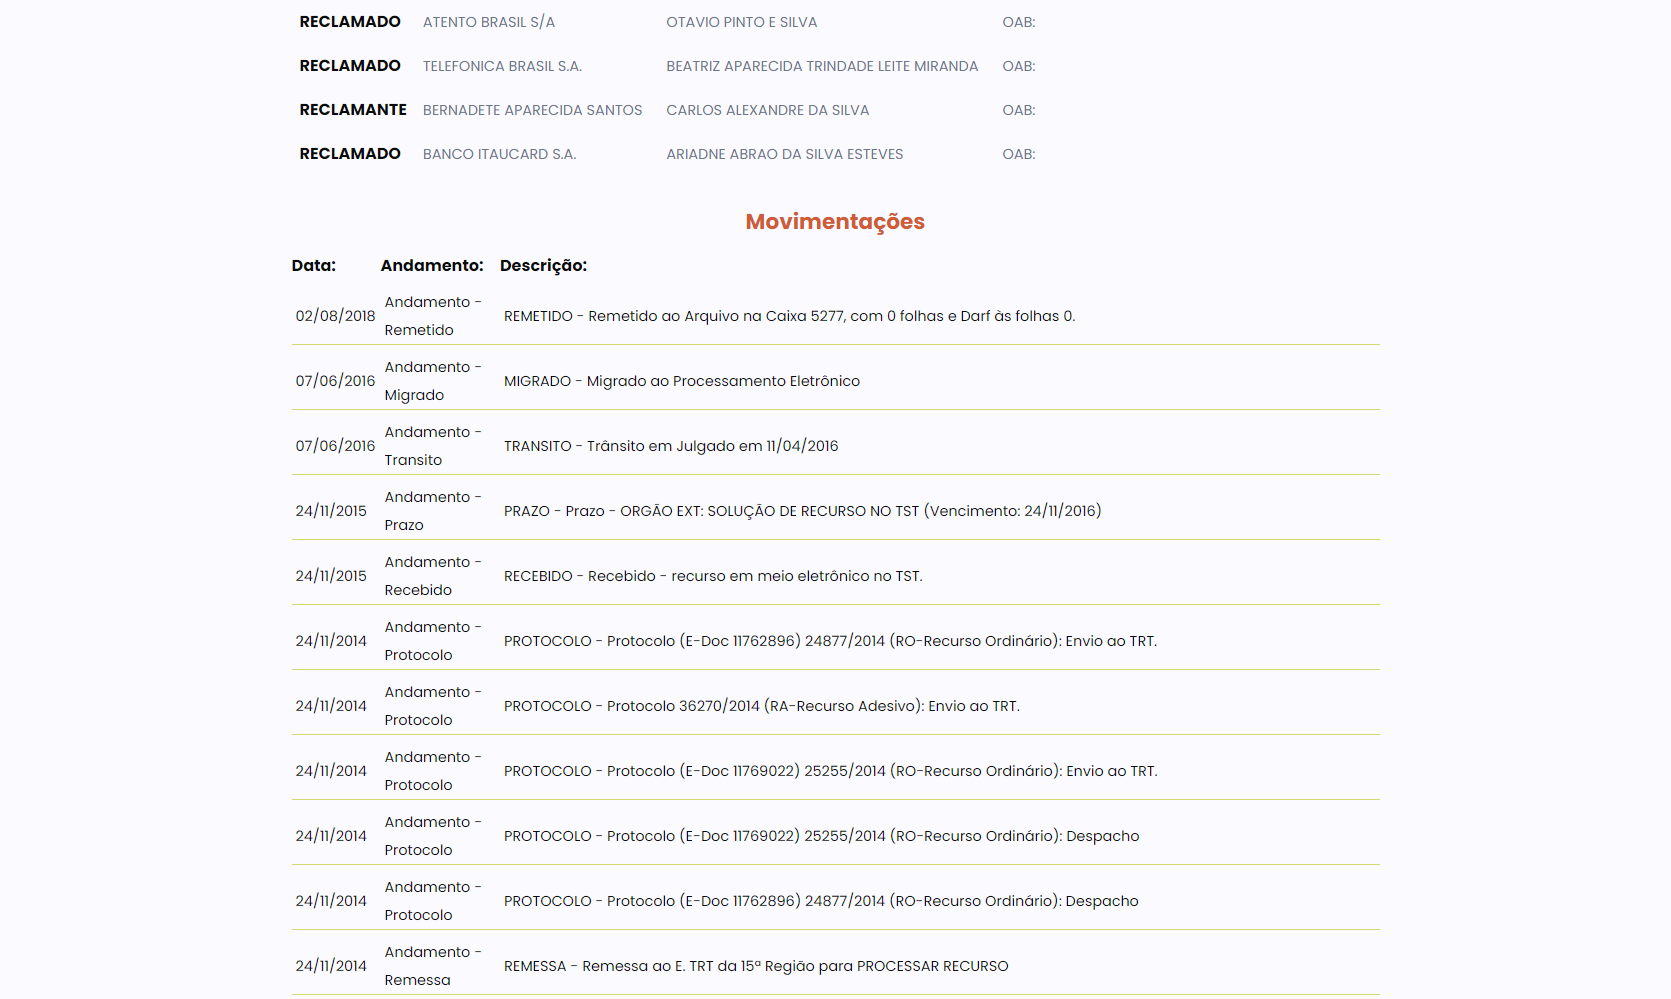 RECLAMADO ATENTO BRASIL S/A OTAVIO PINTO E SILVA OAB:
RECLAMADO TELEFONICA BRASIL S.A. BEATRIZ APARECIDA TRINDADE LEITE MIRANDA OAB:
RECLAMANTE BERNADETE APARECIDA SANTOS CARLOS ALEXANDRE DA SILVA OAB:
RECLAMADO BANCO ITAUCARD S.A. ARIADNE ABRAO DA SILVA ESTEVES OAB:
Movimentações
Data: Andamento: Descrição:
02/08/2018 Andamento - Remetido REMETIDO - Remetido ao Arquivo na Caixa 5277, com 0 folhas e Darf às folhas 0.
07/06/2016 Andamento - Migrado MIGRADO - Migrado ao Processamento Eletrônico
07/06/2016 Andamento - Transito TRANSITO - Trânsito em Julgado em 11/04/2016
24/11/2015 Andamento - Prazo PRAZO - Prazo - ORGÃO EXT: SOLUÇÃO DE RECURSO NO TST (Vencimento: 24/11/2016)
24/11/2015 Andamento - Recebido RECEBIDO - Recebido - recurso em meio eletrônico no TST.
24/11/2014 Andamento - Protocolo PROTOCOLO - Protocolo (E-Doc 11762896) 24877/2014 (RO-Recurso Ordinário): Envio ao TRT.
24/11/2014 Andamento - Protocolo PROTOCOLO - Protocolo 36270/2014 (RA-Recurso Adesivo): Envio ao TRT.
24/11/2014 Andamento - Protocolo PROTOCOLO - Protocolo (E-Doc 11769022) 25255/2014 (RO-Recurso Ordinário): Envio ao TRT.
24/11/2014 Andamento - Protocolo PROTOCOLO - Protocolo (E-Doc 11769022) 25255/2014 (RO-Recurso Ordinário): Despacho
24/11/2014 Andamento - Protocolo PROTOCOLO - Protocolo (E-Doc 11762896) 24877/2014 (RO-Recurso Ordinário): Despacho
24/11/2014 Andamento - Remessa REMESSA - Remessa ao E. TRT da 15ª Região para PROCESSAR RECURSO